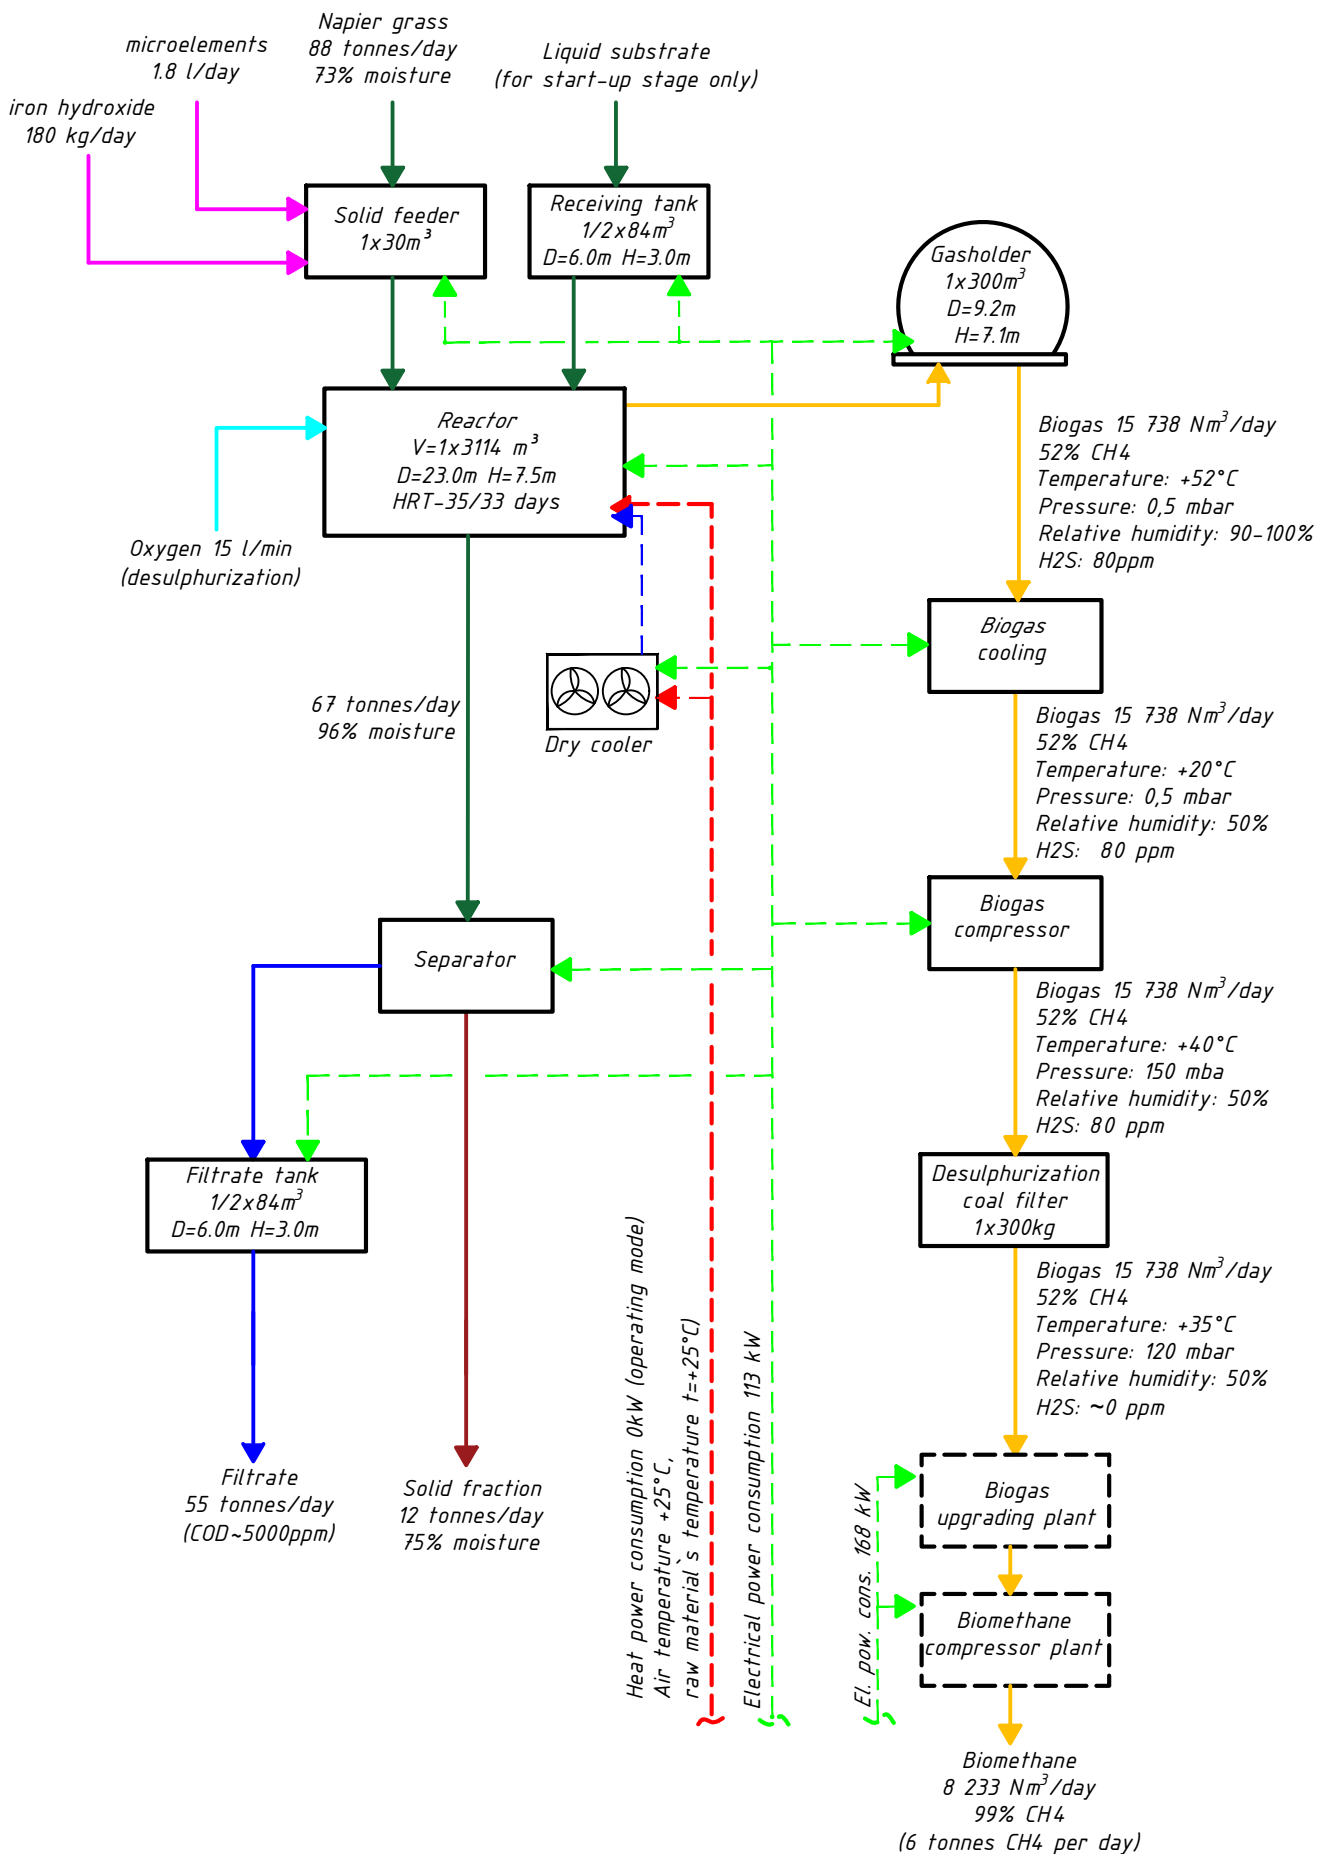 Napier grass
88 tonnes/day
73% moisture
microelements
1.8 l/day
iron hydroxide
180 kg/day
Liquid substrate
(for start-up stage only)
Solid feeder
1x30m³
Receiving tank
1/2x84m³
D=6.0m H=3.0m
Gasholder
1x300m³
D=9.2m
H=7.1m
Reactor
V=1x3114 m³
D=23.0m H=7.5m
HRT-35/33 days
Oxygen 15 l/min
(desulphurization)
Biogas 15 738 Nm³/day
52% CH4
Temperature: +52°C
Pressure: 0,5 mbar
Relative humidity: 90-100%
H2S: 80ppm
Biogas
cooling
67 tonnes/day
96% moisture
Dry cooler
Biogas 15 738 Nm³/day
52% CH4
Temperature: +20°C
Pressure: 0,5 mbar
Relative humidity: 50%
H2S: 80 ppm
Biogas
compressor
Separator
Biogas 15 738 Nm³/day
52% CH4
Temperature: +40°C
Pressure: 150 mba
Relative humidity: 50%
H2S: 80 ppm
Filtrate tank
1/2x84m³
D=6.0m H=3.0m
Desulphurization
coal filter
1x300kg
Heat power consumption 0kW (operating mode)
Air temperature +25°C,
raw material`s temperature t=+25°C)
Electrical power consumption 113 kW
Biogas 15 738 Nm³/day
52% CH4
Temperature: +35°C
Pressure: 120 mbar
Relative humidity: 50%
H2S: ~0 ppm
Filtrate
55 tonnes/day
(COD~5000ppm)
Solid fraction
12 tonnes/day
75% moisture
El. pow. cons. 168 kW
Biogas
upgrading plant
Biomethane
compressor plant
Biomethane
8 233 Nm³/day
99% CH4
(6 tonnes CH4 per day)